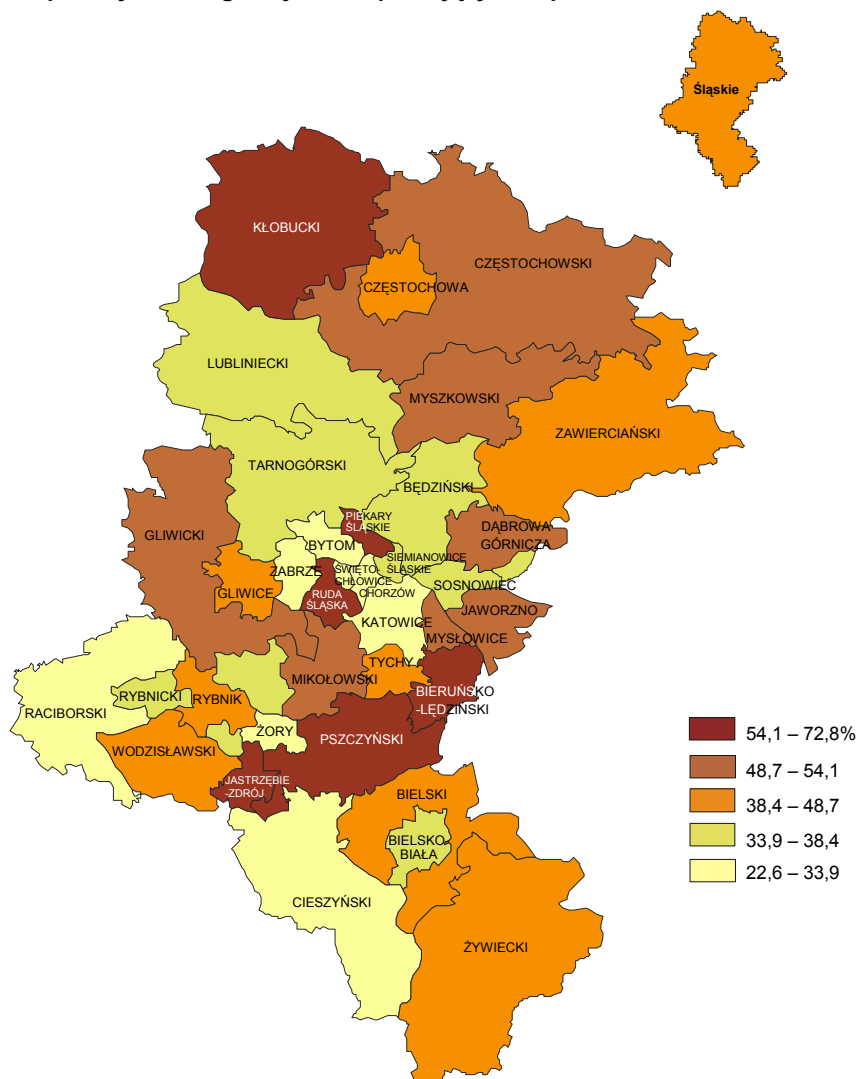 Śląskie
KŁOBUCKI
CZĘSTOCHOWSKI
CZĘSTOCHOWA
LUBLINIECKI
MYSZKOWSKI
ZAWIERCIAŃSKI
TARNOGÓRSKI
BĘDZIŃSKI
PIEKARY
ŚLĄSKIE
DĄBROWA
GÓRNICZA
GLIWICKI
BYTOM
SIEMIANOWICE
ŚLĄSKIE
ZABRZE
ŚWIĘTO-
CHŁOWICE
CHORZÓW
SOSNOWIEC
GLIWICE
RUDA
ŚLĄSKA
JAWORZNO
KATOWICE
MYSŁOWICE
TYCHY
MIKOŁOWSKI
BIERUŃSKO
-LĘDZIŃSKI
RYBNICKI
RYBNIK
RACIBORSKI
ŻORY
PSZCZYŃSKI
WODZISŁAWSKI
JASTRZĘBIE
-ZDRÓJ
BIELSKI
BIELSKO-
BIAŁA
CIESZYŃSKI
ŻYWIECKI
54,1 – 72,8%
48,7 – 54,1
38,4 – 48,7
33,9 – 38,4
22,6 – 33,9